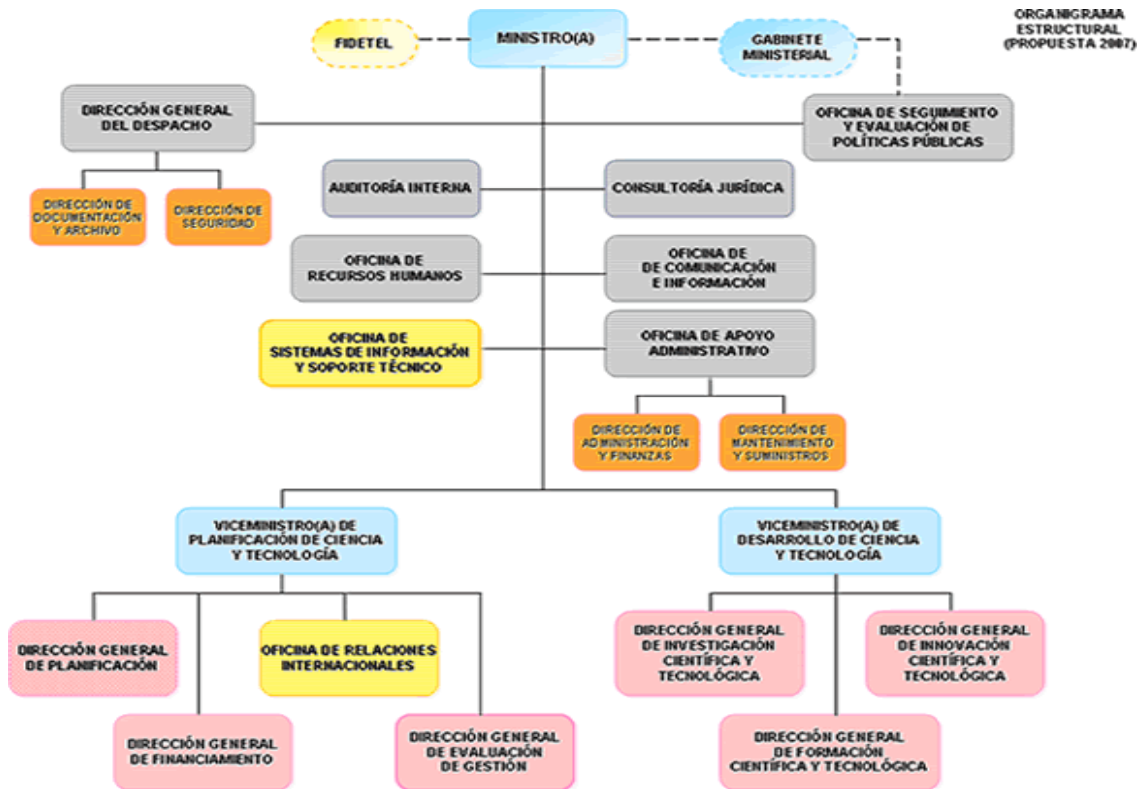 ORGANIGRAMA
ESTRUCTURAL
(PROPUESTA 2007)
FIDETEL
MINISTRO(A)
GABINETE
MINISTERIAL
DIRECCIÓN GENERAL
DEL DESPACHO
OFICINA DE SEGUIMIENTO
Y EVALUACIÓN DE
POLÍTICAS PÚBLICAS
DIRECCIÓN DE
DOCUMENTACIÓN
Y ARCHIVO
DIRECCIÓN DE
SEGURIDAD
AUDITORÍA INTERNA
CONSULTORÍA JURÍDICA
OFICINA DE
RECURSOS HUMANOS
OFICINA DE
DE COMUNICACIÓN
E INFORMACIÓN
OFICINA DE
SISTEMAS DE INFORMACIÓN
Y SOPORTE TÉCNICO
OFICINA DE APOYO
ADMINISTRATIVO
DIRECCIÓN DE
ADMINISTRACIÓN
Y FINANZAS
DIRECCIÓN DE
MANTENIMIENTO
Y SUMINISTROS
VICEMINISTRO(A) DE
PLANIFICACIÓN DE CIENCIA
Y TECNOLOGÍA
VICEMINISTRO(A) DE
DESARROLLO DE CIENCIA
Y TECNOLOGÍA
DIRECCIÓN GENERAL
DE PLANIFICACIÓN
OFICINA DE RELACIONES
INTERNACIONALES
DIRECCIÓN GENERAL
DE INVESTIGACIÓN
CIENTÍFICA Y
TECNOLÓGICA
DIRECCIÓN GENERAL
DE INNOVACIÓN
CIENTÍFICA Y
TECNOLÓGICA
DIRECCIÓN GENERAL
DE FINANCIAMIENTO
DIRECCIÓN GENERAL
DE EVALUACIÓN
DE GESTIÓN
DIRECCIÓN GENERAL
DE FORMACIÓN
CIENTÍFICA Y TECNOLÓGICA